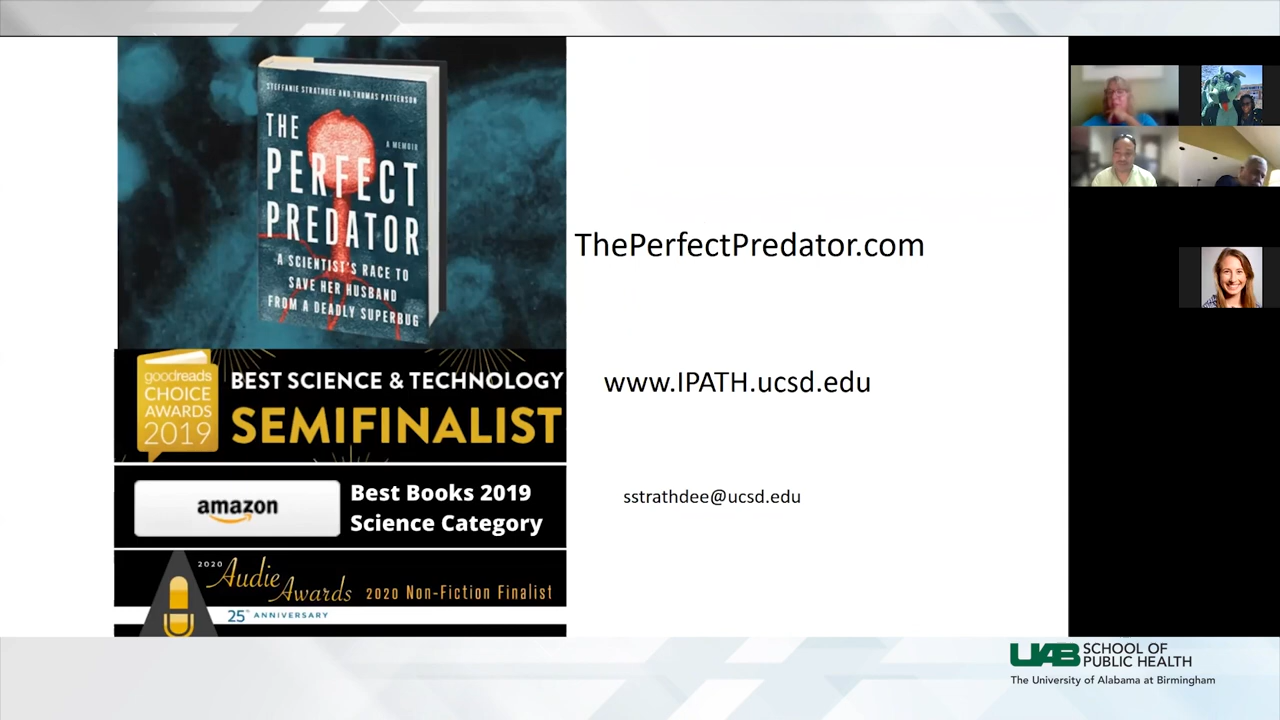 STEFFANIE STRATHDEE AND THOMAS PATTERSON
THE
A MEMOIR
PERFECT
PREDATOR
A SCIENTIST'S RACE TO
SAVE HER HUSBAND
FROM A DEADLY SUPERBUG
goodreads
CHOICE
AWARDS
2019
BEST SCIENCE & TECHNOLOGY
SEMIFINALIST
amazon
Best Books 2019
Science Category
2020
Audie
Awards
2020 Non-Fiction Finalist
25th ANNIVERSARY
ThePerfectPredator.com
www.IPATH.ucsd.edu
sstrathdee@ucsd.edu
UAB SCHOOL OF
PUBLIC HEALTH
The University of Alabama at Birmingham